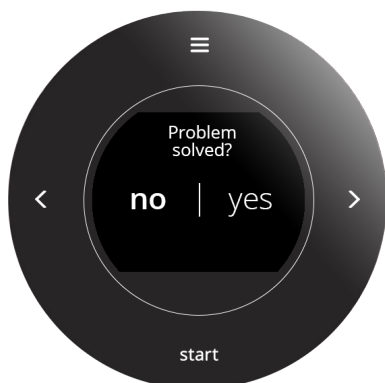 Problem
solved?
no | yes
start